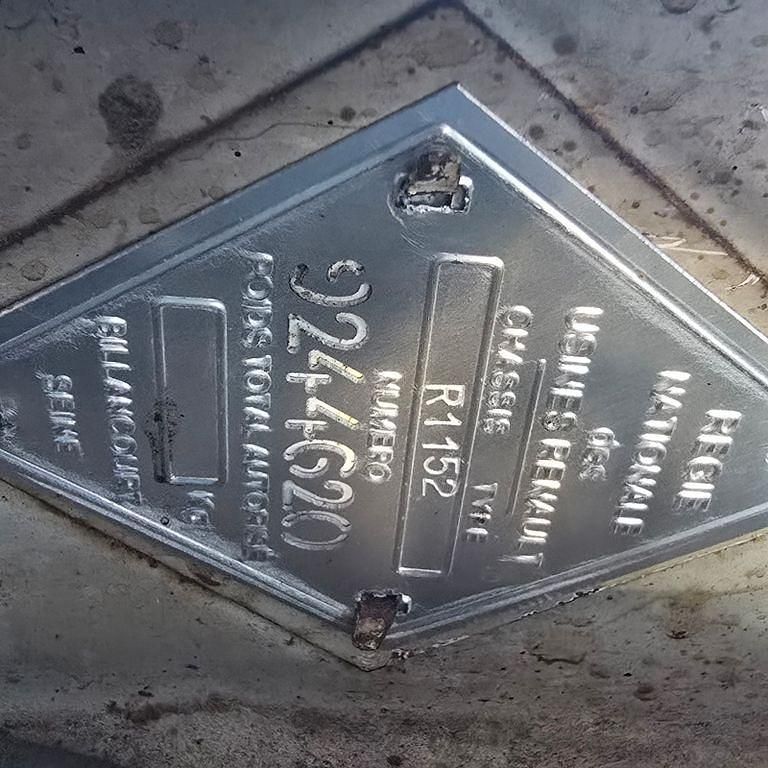 REGIE
NATIONALE
DES
USINES RENAULT
CHASSIS TYPE
R1152
NUMERO
9244620
POIDS TOTAL AUTORISÉ
KG
BILLANCOURT
SEINE